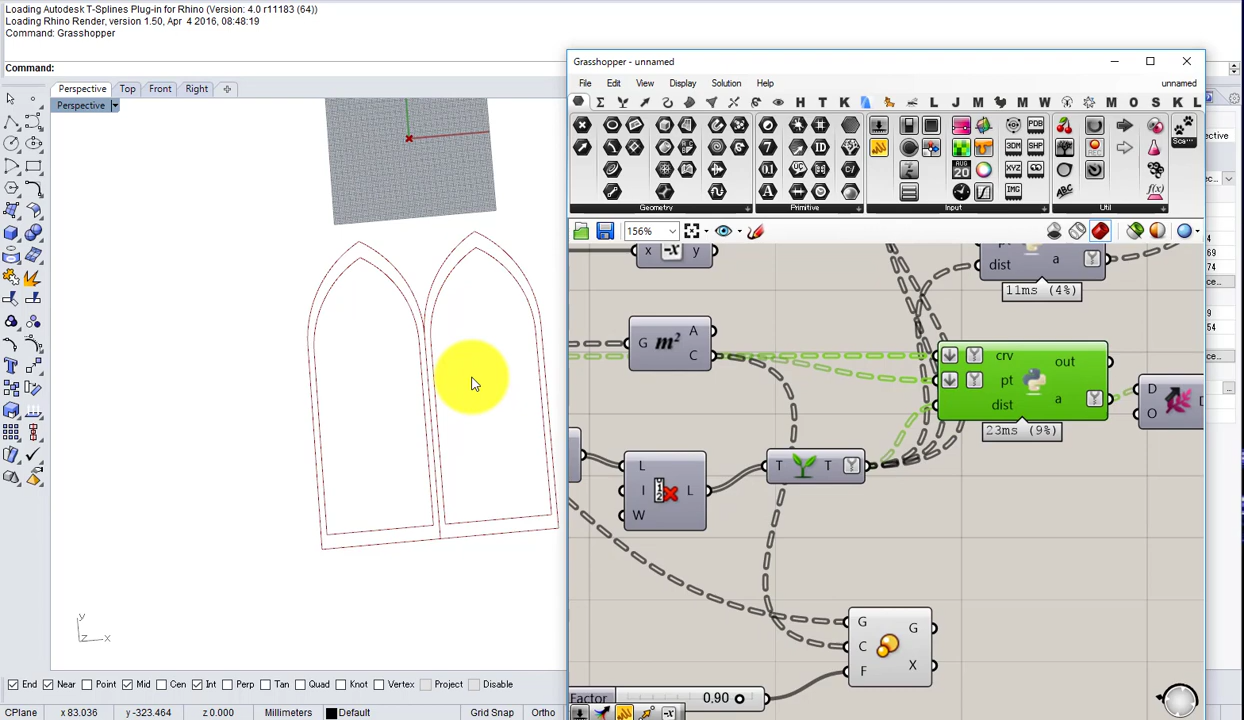 Loading Autodesk T-Splines Plug-in for Rhino (Version: 4.0 r11183 (64))
Loading Rhino Render, version 1.50, Apr  4 2016, 08:48:19
Command: Grasshopper
Command:
Perspective Top Front Right
Perspective
Grasshopper - unnamed
File Edit View Display Solution Help unnamed
Geometry Primitive Input Util
156%
x -x y
pt
dist a
11ms (4%)
G m² A
C
crv out
pt
dist a
23ms (9%)
D
O
L
I L
W
T T
G G
C
F X
Factor 0.90
y
z x
End Near Point Mid Cen Int Perp Tan Quad Knot Vertex Project Disable
CPlane x 83.036 y -323.464 z 0.000 Millimeters Default Grid Snap Ortho